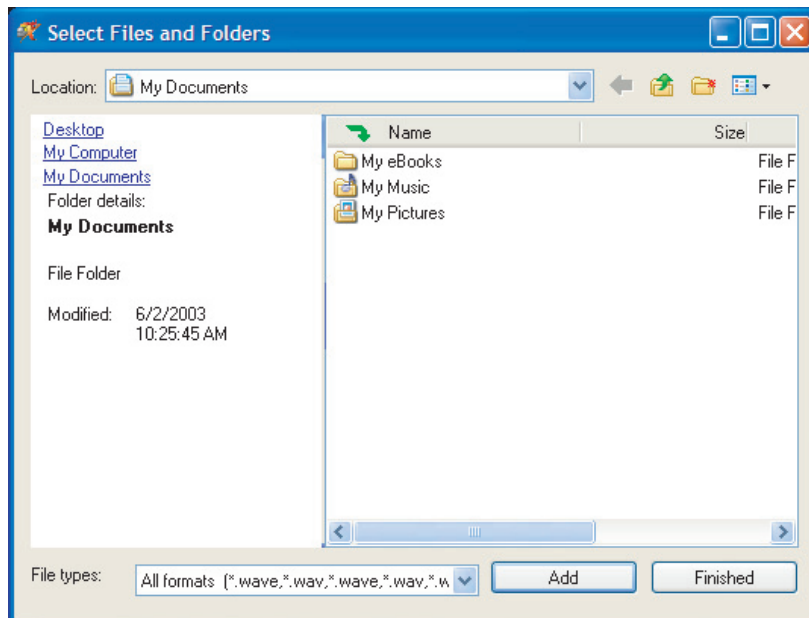 Select Files and Folders
Location: My Documents
Desktop
My Computer
My Documents
Folder details:
My Documents
File Folder
Modified: 6/2/2003
10:25:45 AM
Name Size
My eBooks File F
My Music File F
My Pictures File F
File types: All formats (*.wave,*.wav,*.wave,*.wav,*.w Add Finished